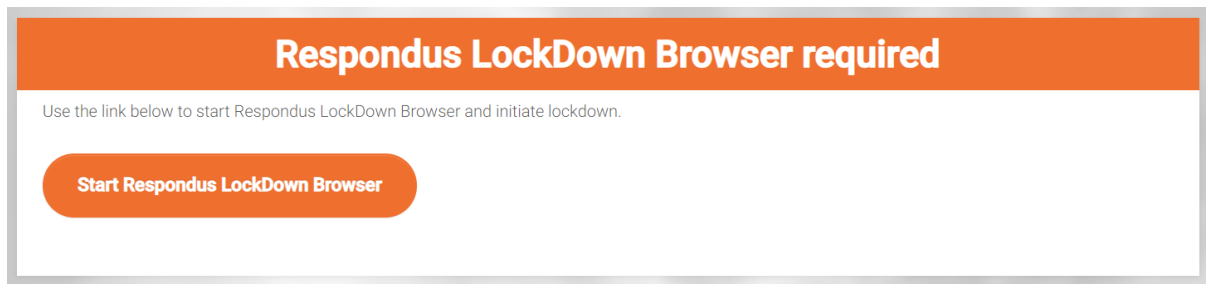 Respondus LockDown Browser required
Use the link below to start Respondus LockDown Browser and initiate lockdown.
Start Respondus LockDown Browser